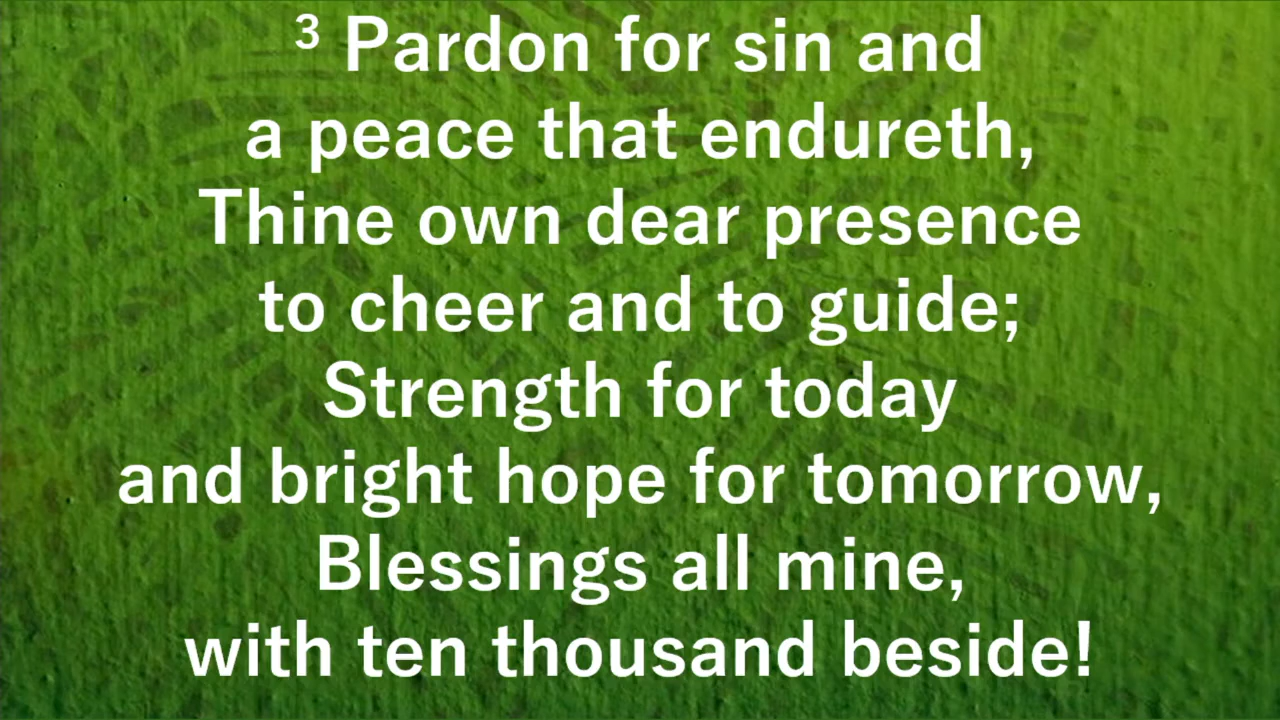 ³ Pardon for sin and
a peace that endureth,
Thine own dear presence
to cheer and to guide;
Strength for today
and bright hope for tomorrow,
Blessings all mine,
with ten thousand beside!